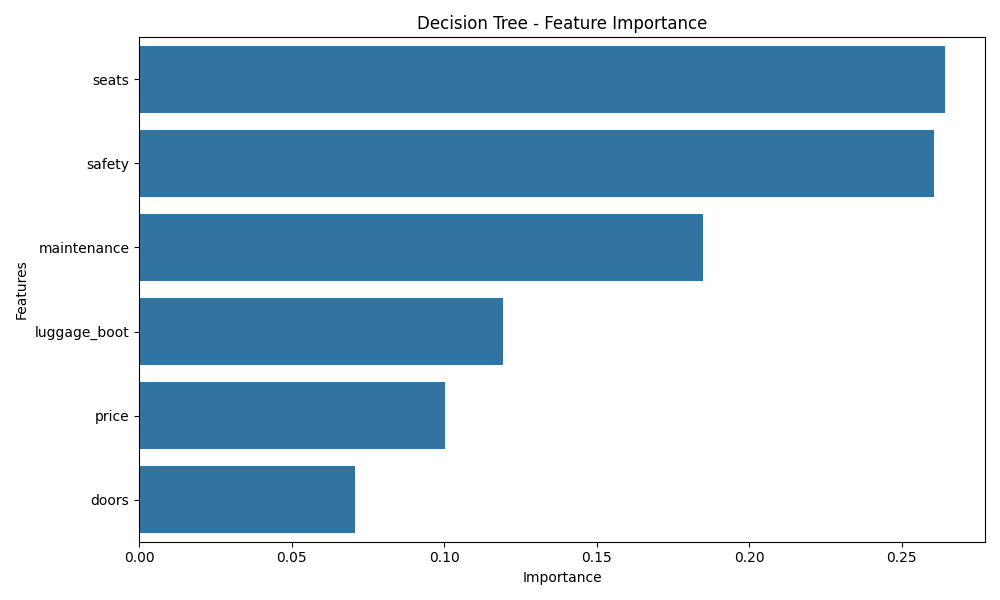 Decision Tree - Feature Importance
Features
seats
safety
maintenance
luggage_boot
price
doors
0.00 0.05 0.10 0.15 0.20 0.25
Importance